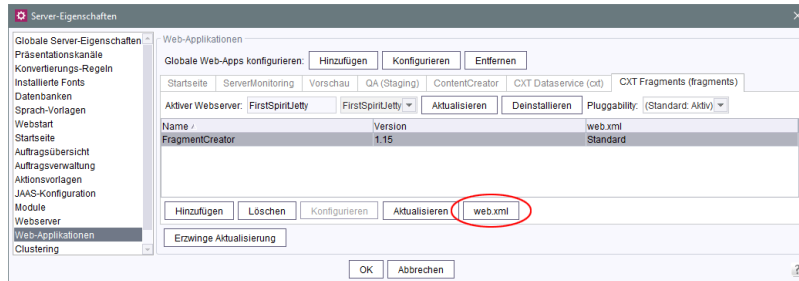 Server-Eigenschaften
Globale Server-Eigenschaften
Präsentationskanäle
Konvertierungs-Regeln
Installierte Fonts
Datenbanken
Sprach-Vorlagen
Webstart
Startseite
Auftragsübersicht
Auftragsverwaltung
Aktionsvorlagen
JAAS-Konfiguration
Module
Webserver
Web-Applikationen
Clustering
Web-Applikationen
Globale Web-Apps konfigurieren: Hinzufügen Konfigurieren Entfernen
Startseite ServerMonitoring Vorschau QA (Staging) ContentCreator CXT Dataservice (cxt) CXT Fragments (fragments)
Aktiver Webserver: FirstSpiritJetty FirstSpiritJetty Aktualisieren Deinstallieren Pluggability: (Standard: Aktiv)
Name Version web.xml
FragmentCreator 1.15 Standard
Hinzufügen Löschen Konfigurieren Aktualisieren web.xml
Erzwinge Aktualisierung
OK Abbrechen
?